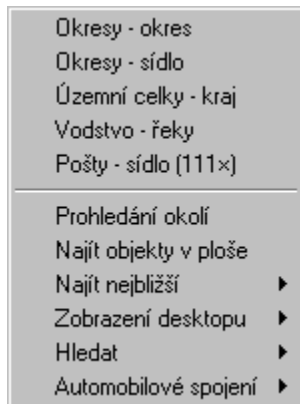 Okresy - okres
Okresy - sídlo
Územní celky - kraj
Vodstvo - řeky
Pošty - sídlo (111×)
Prohledání okolí
Najít objekty v ploše
Najít nejbližší
Zobrazení desktopu
Hledat
Automobilové spojení